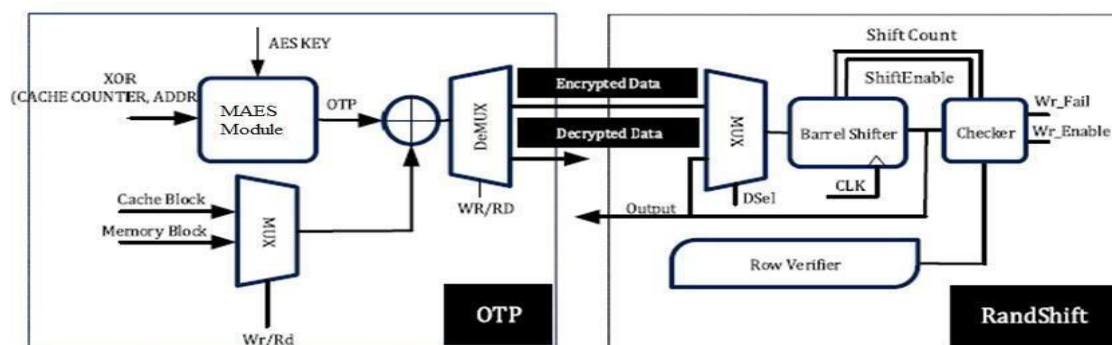 AES KEY
XOR
(CACHE COUNTER, ADDR
MAES
Module
OTP
DeMUX
WR/RD
Cache Block
Memory Block
MUX
Wr/Rd
OTP
Encrypted Data
Decrypted Data
MUX
DSel
Output
Shift Count
ShiftEnable
Barrel Shifter
CLK
Checker
Wr_Fail
Wr_Enable
Row Verifier
RandShift